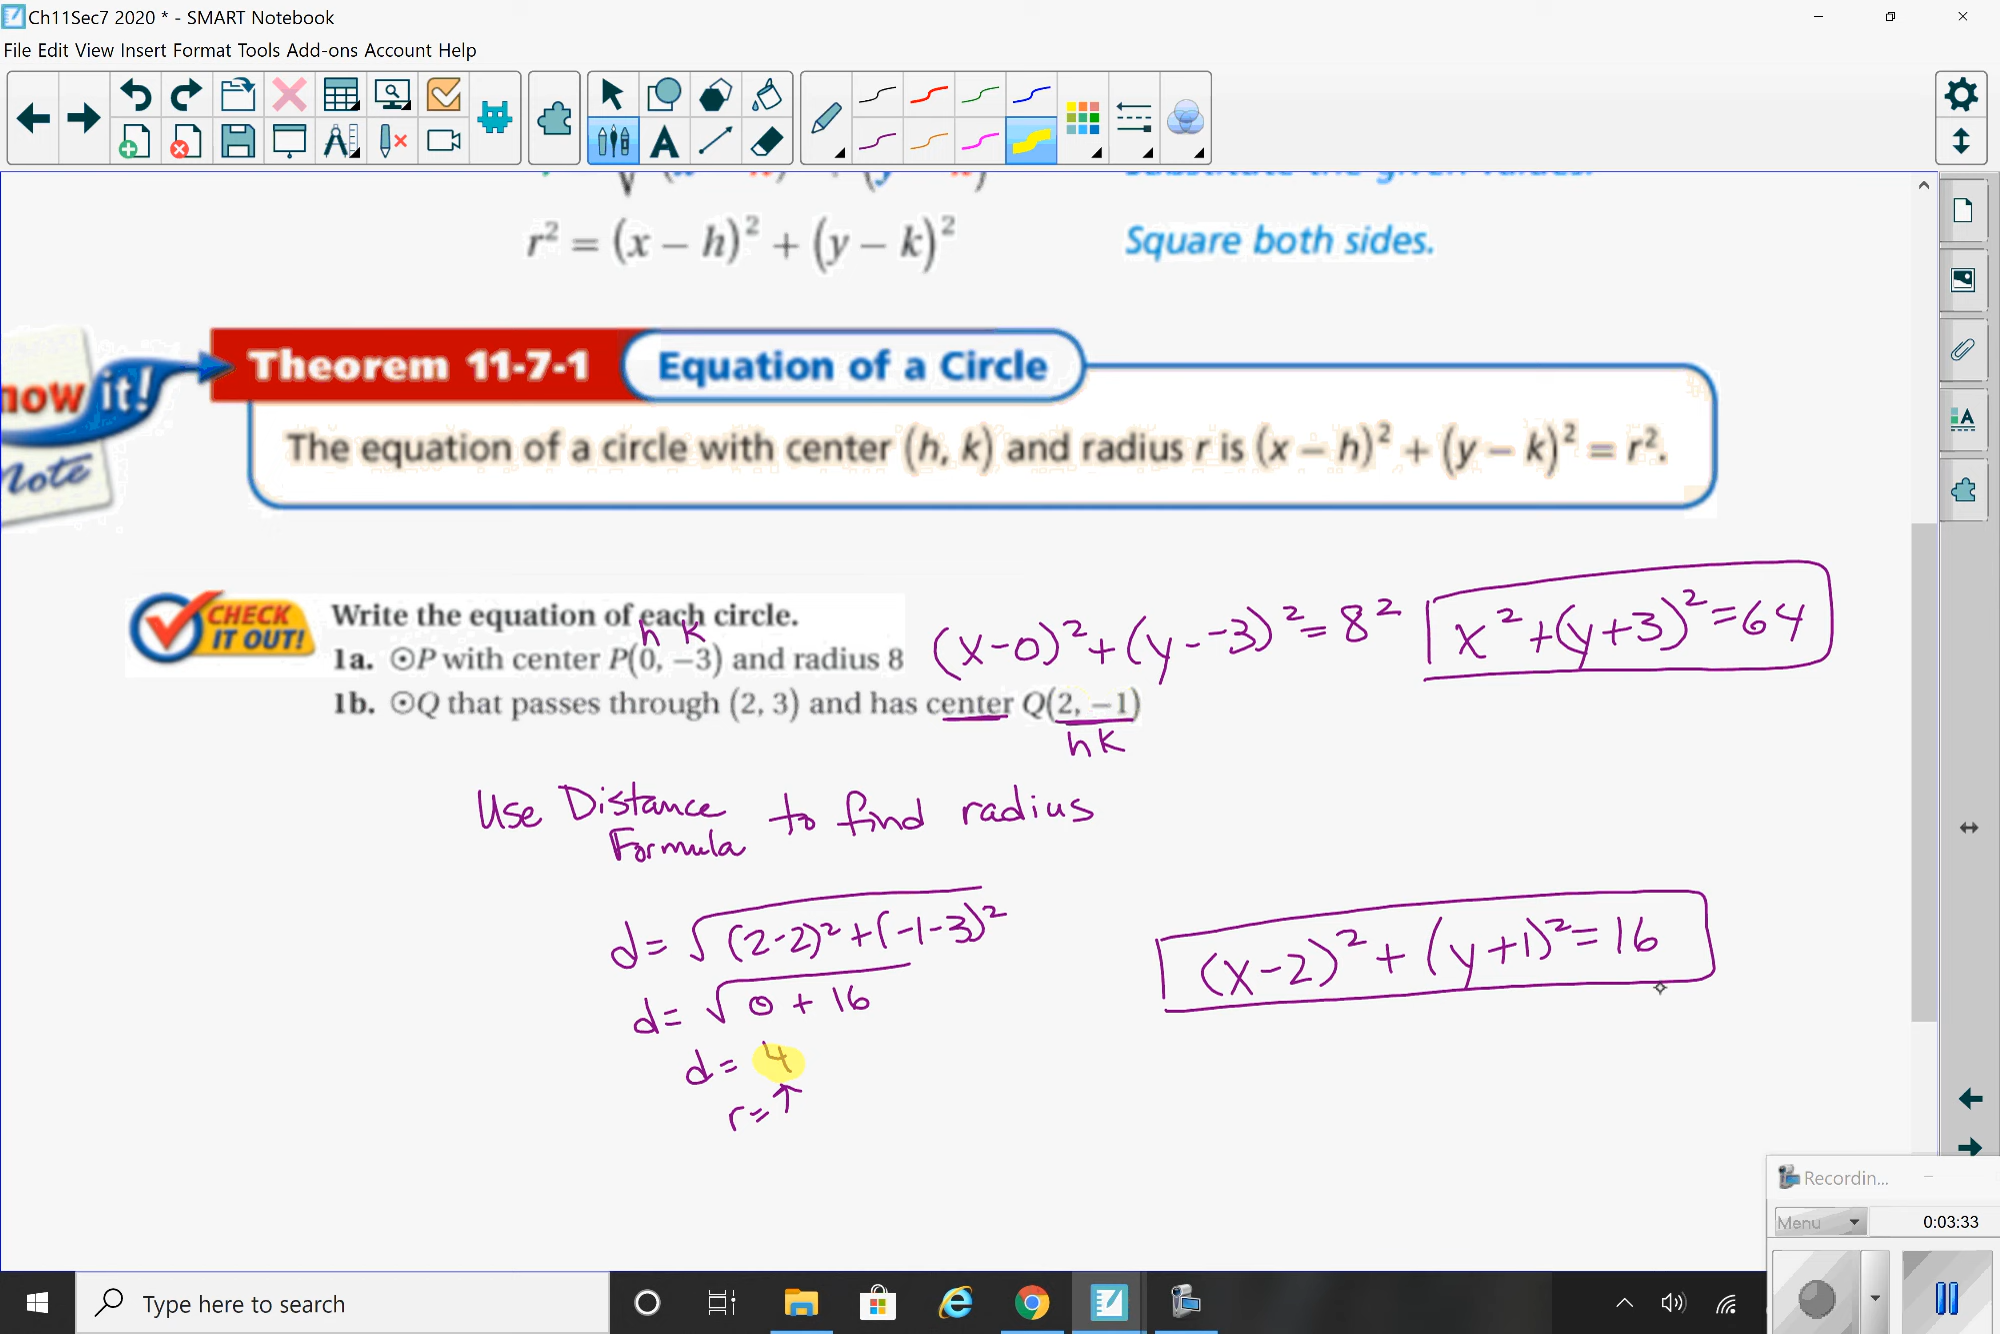 Ch11Sec7 2020 * - SMART Notebook
File Edit View Insert Format Tools Add-ons Account Help
r² = (x − h)² + (y − k)² Square both sides.
now it!
Note
Theorem 11-7-1 Equation of a Circle
The equation of a circle with center (h, k) and radius r is (x − h)² + (y − k)² = r².
CHECK IT OUT!
Write the equation of each circle.
h k
1a. ⊙P with center P(0, −3) and radius 8 (x-0)²+(y--3)²=8² x²+(y+3)²=64
1b. ⊙Q that passes through (2, 3) and has center Q(2, −1)
h k
Use Distance Formula to find radius
d=√(2-2)²+(-1-3)²
d=√0+16
d=4
r=↑
(x-2)²+(y+1)²=16
Recordin...
Menu 0:03:33
Type here to search